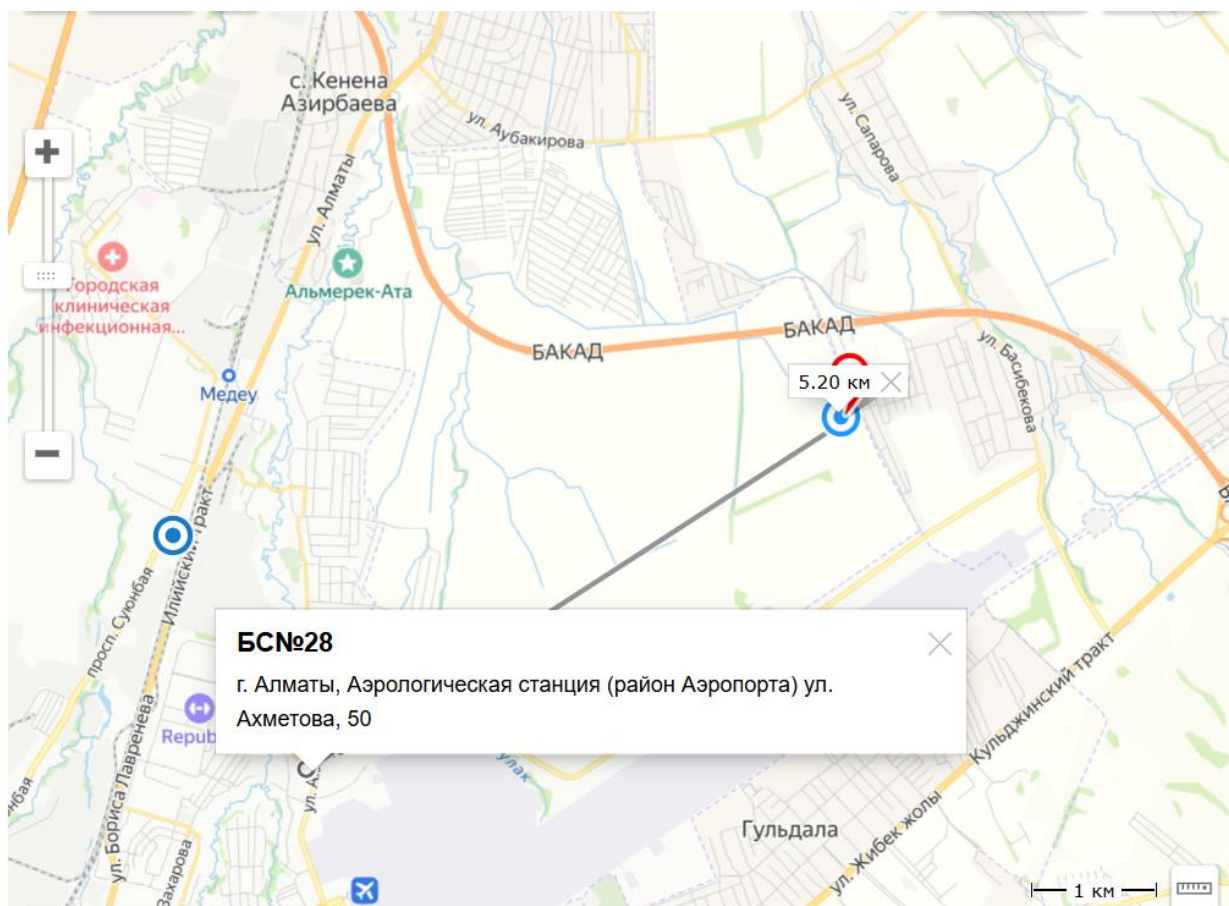 с. Кенена
Азирбаева
ул. Аубакирова
ул. Сапарова
ул. Алматы
Городская
клиническая
инфекционная...
Альмерек-Ата
БАКАД
БАКАД
ул. Басибекова
5.20 км
Медеу
просп. Суюнбая
Илийский тракт
БС№28
г. Алматы, Аэрологическая станция (район Аэропорта) ул.
Ахметова, 50
Кульджинский тракт
ул. Бориса Лавренева
Гульдала
ул. Жибек жолы
1 км